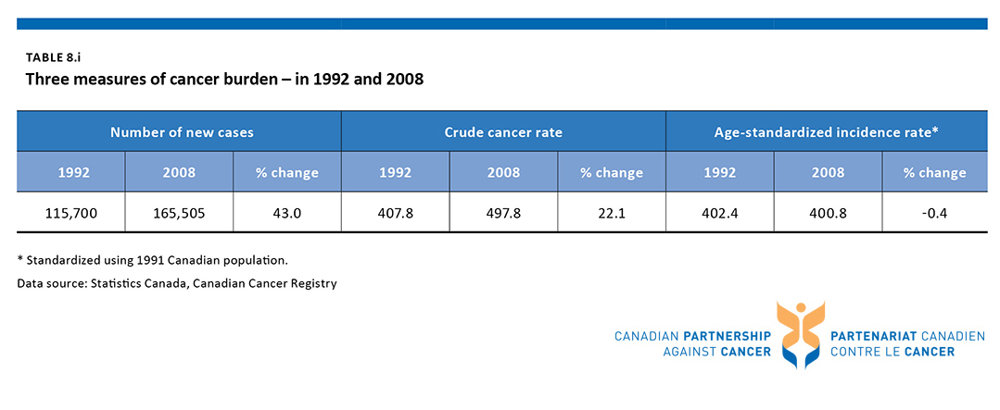 TABLE 8.i
Three measures of cancer burden – in 1992 and 2008
Number of new cases Crude cancer rate Age-standardized incidence rate*
1992 2008 % change 1992 2008 % change 1992 2008 % change
115,700 165,505 43.0 407.8 497.8 22.1 402.4 400.8 -0.4
* Standardized using 1991 Canadian population.
Data source: Statistics Canada, Canadian Cancer Registry
CANADIAN PARTNERSHIP
AGAINST CANCER
PARTENARIAT CANADIEN
CONTRE LE CANCER